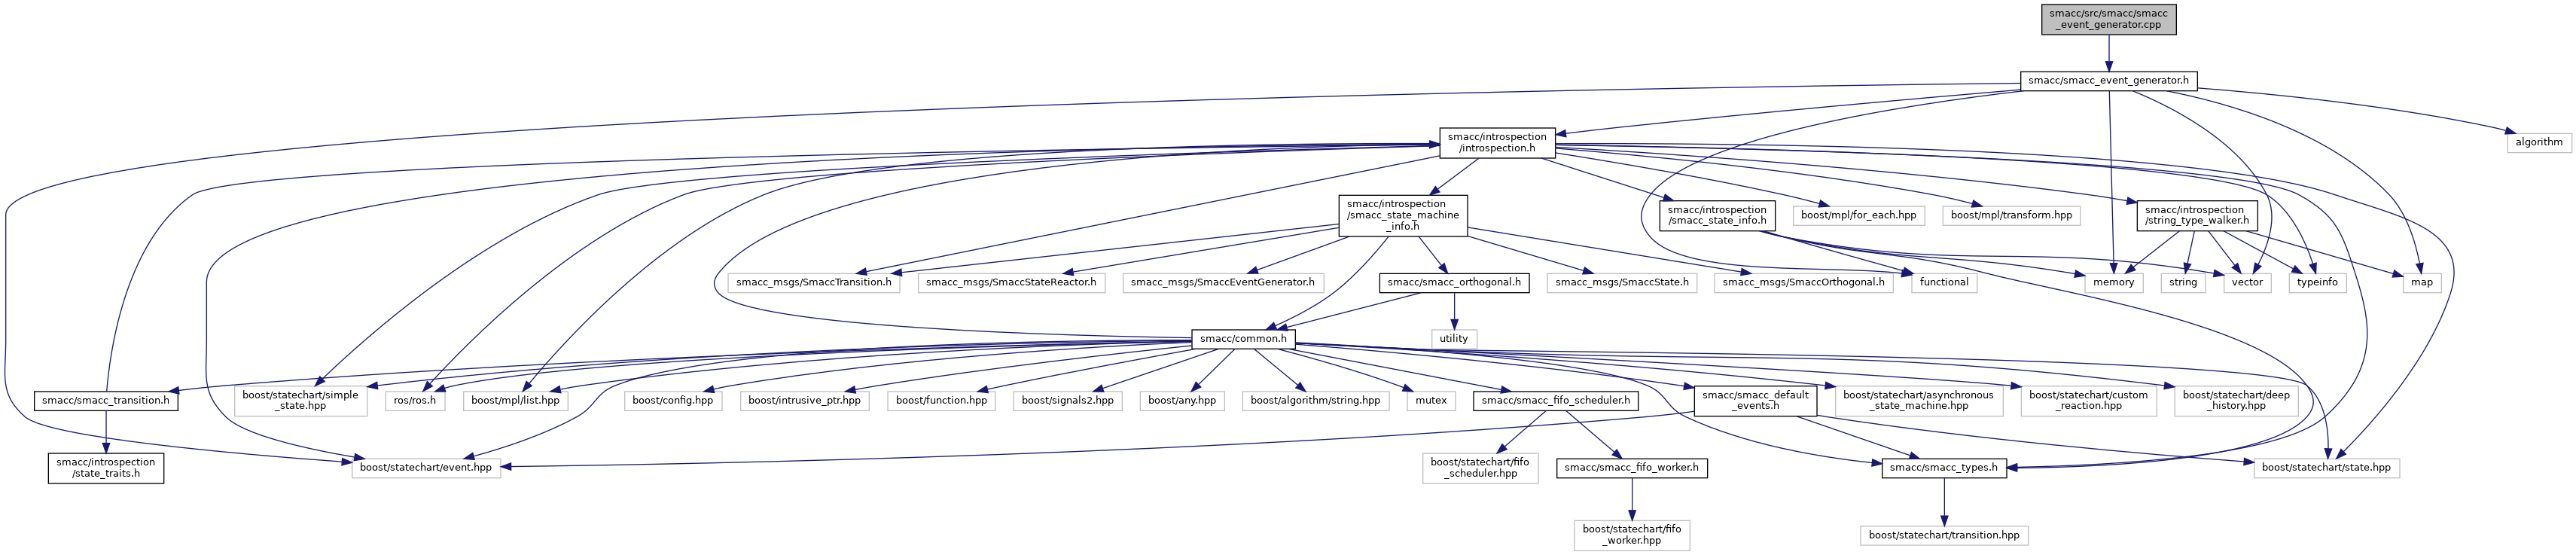 smacc/src/smacc/smacc
_event_generator.cpp
smacc/smacc_event_generator.h
algorithm
smacc/introspection
/introspection.h
smacc/introspection
/smacc_state_machine
_info.h
smacc/introspection
/smacc_state_info.h
boost/mpl/for_each.hpp
boost/mpl/transform.hpp
smacc/introspection
/string_type_walker.h
smacc_msgs/SmaccTransition.h
smacc_msgs/SmaccStateReactor.h
smacc_msgs/SmaccEventGenerator.h
smacc/smacc_orthogonal.h
smacc_msgs/SmaccState.h
smacc_msgs/SmaccOrthogonal.h
functional
memory
string
vector
typeinfo
map
smacc/common.h
utility
smacc/smacc_transition.h
boost/statechart/simple
_state.hpp
ros/ros.h
boost/mpl/list.hpp
boost/config.hpp
boost/intrusive_ptr.hpp
boost/function.hpp
boost/signals2.hpp
boost/any.hpp
boost/algorithm/string.hpp
mutex
smacc/smacc_fifo_scheduler.h
smacc/smacc_default
_events.h
boost/statechart/asynchronous
_state_machine.hpp
boost/statechart/custom
_reaction.hpp
boost/statechart/deep
_history.hpp
smacc/introspection
/state_traits.h
boost/statechart/event.hpp
boost/statechart/fifo
_scheduler.hpp
smacc/smacc_fifo_worker.h
smacc/smacc_types.h
boost/statechart/state.hpp
boost/statechart/fifo
_worker.hpp
boost/statechart/transition.hpp